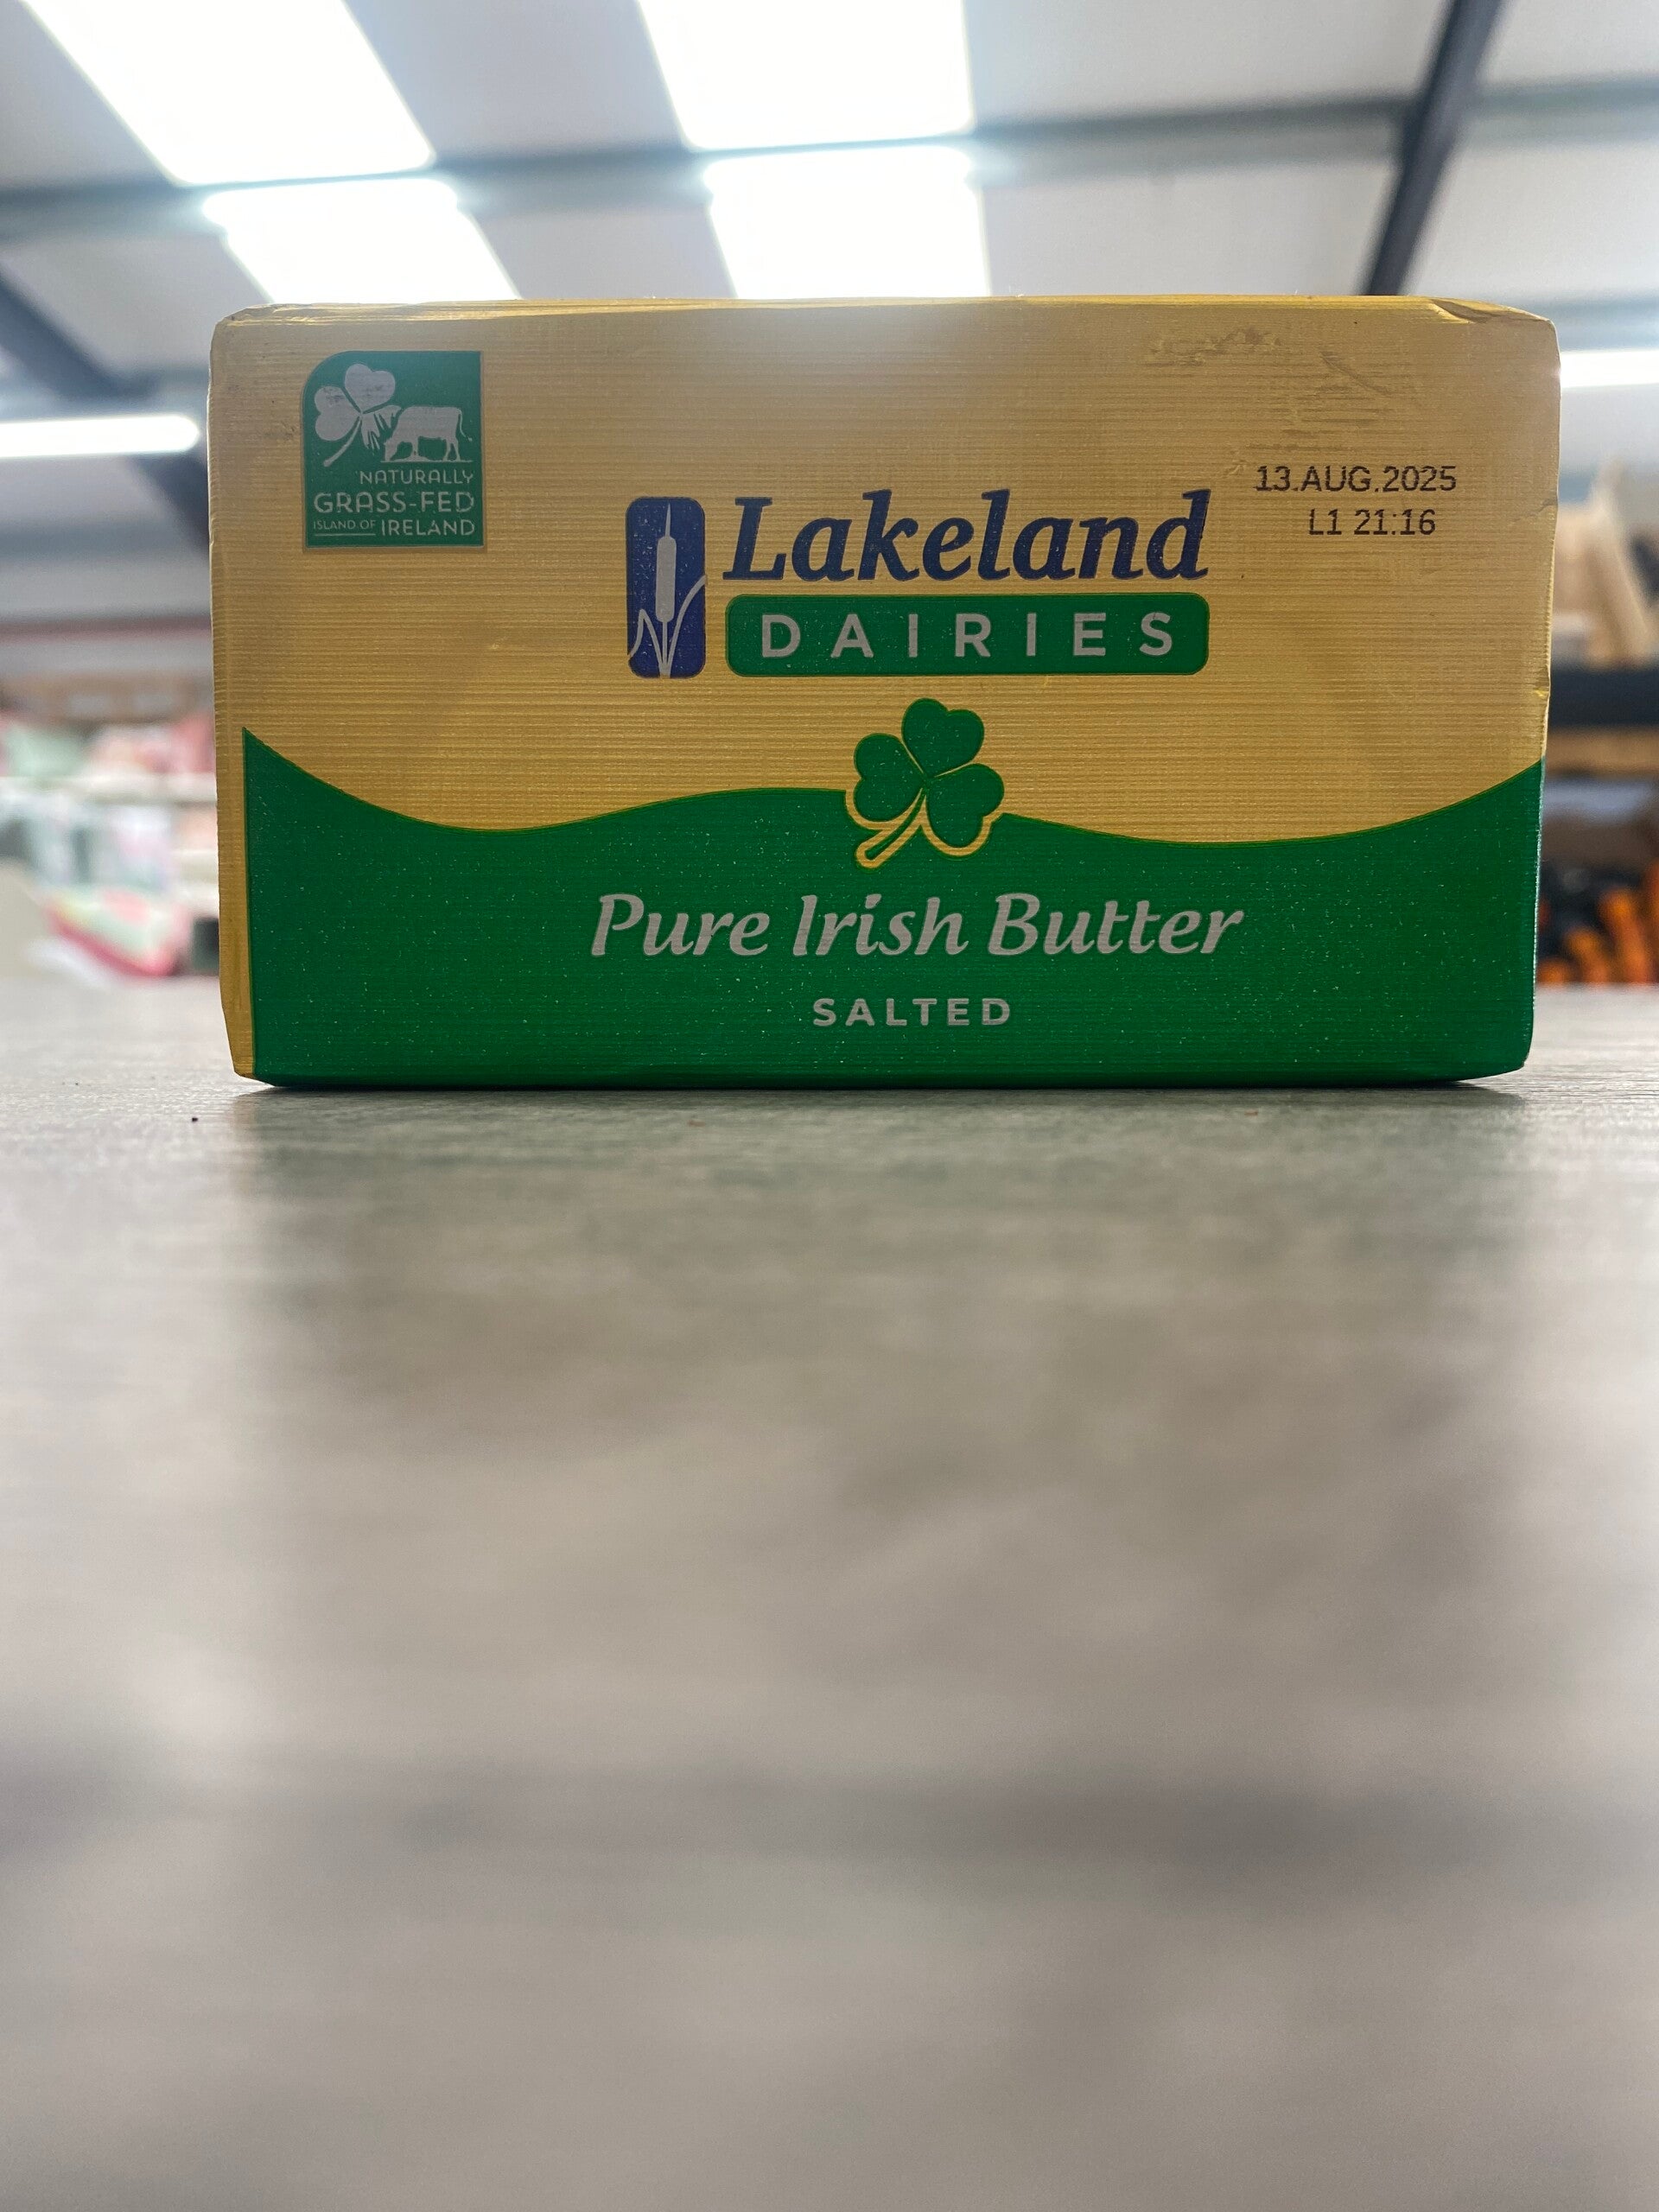 NATURALLY
GRASS-FED
ISLAND OF IRELAND
Lakeland
DAIRIES
13.AUG.2025
L1 21:16
Pure Irish Butter
SALTED